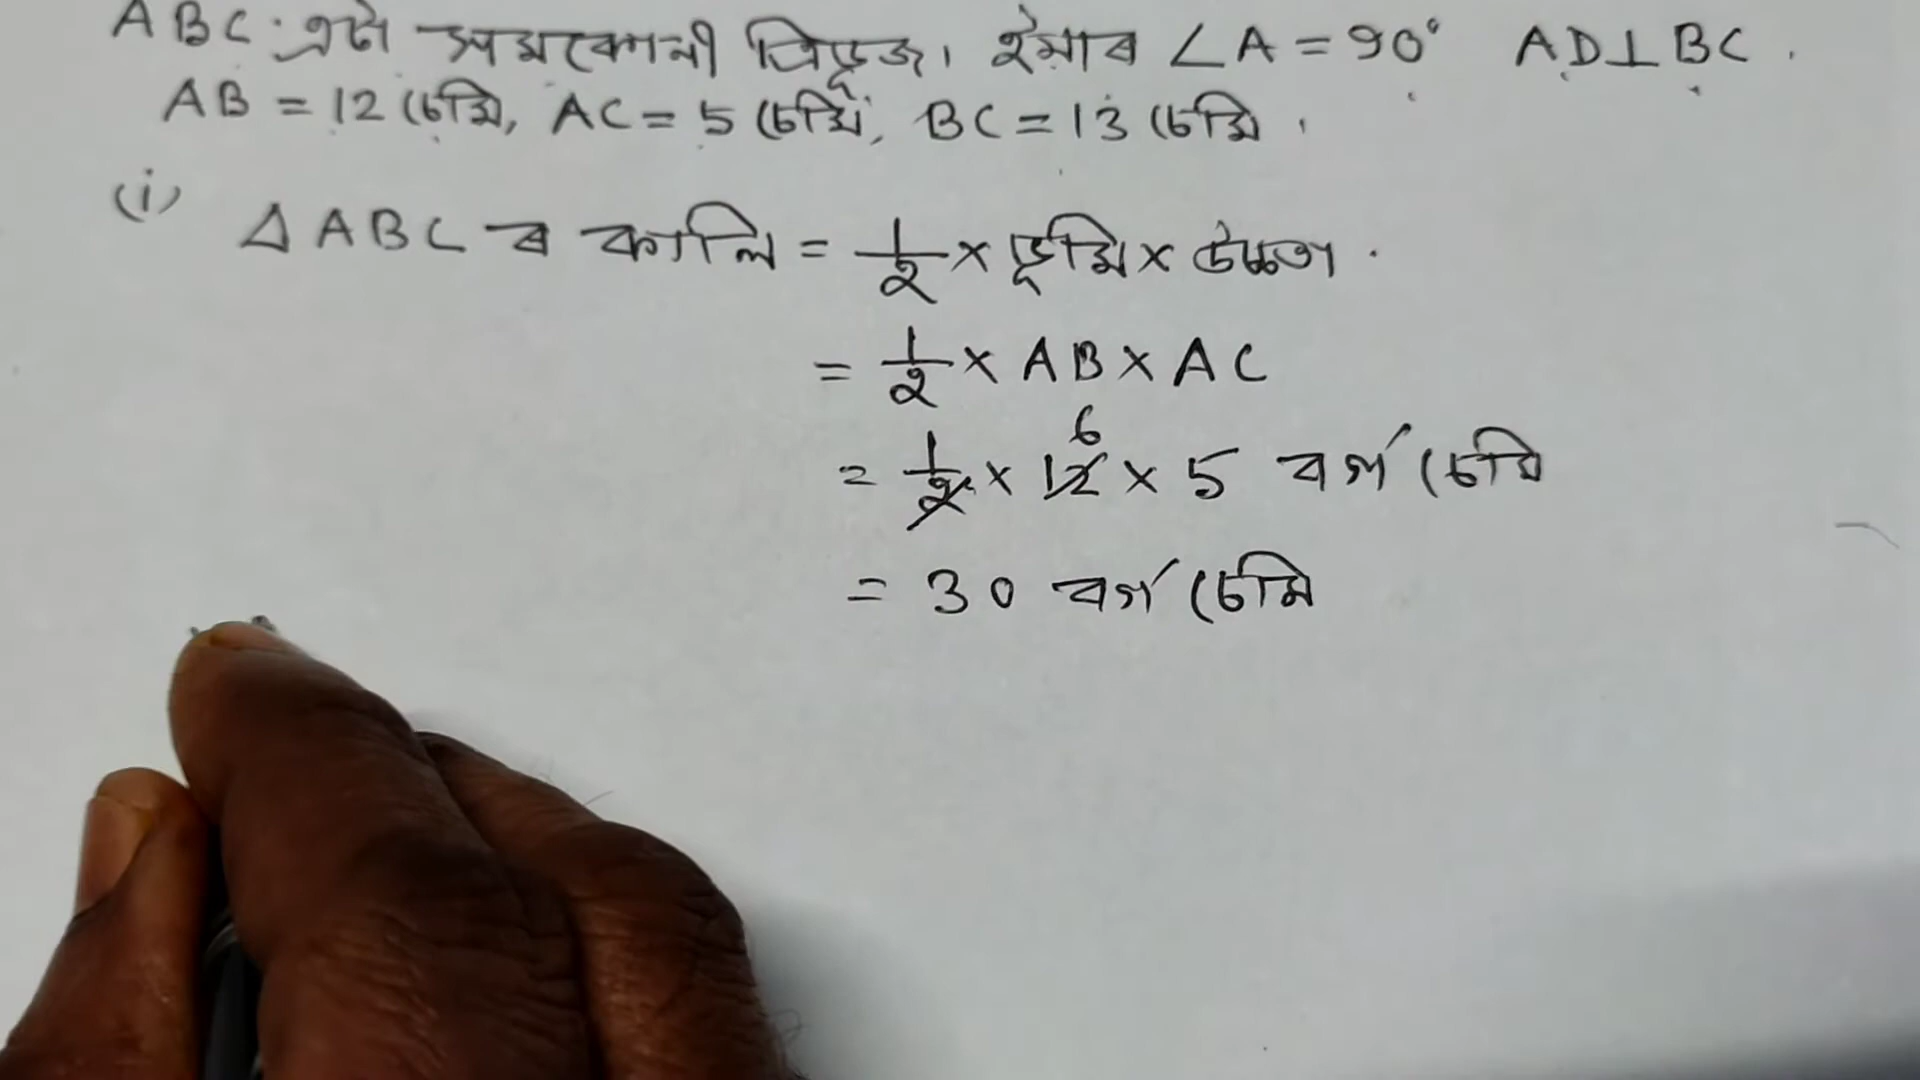 ABC এটা সমকোনী ত্ৰিভূজ। ইয়াৰ ∠A = 90° AD⊥BC.
AB = 12 চেমি, AC = 5 চেমি, BC = 13 চেমি.
(i)
Δ ABC ৰ কালি = 1/2 × ভূমি × উচ্চতা.
= 1/2 × AB × AC
6
= 1/2 × 12 × 5 বৰ্গ চেমি
= 30 বৰ্গ চেমি